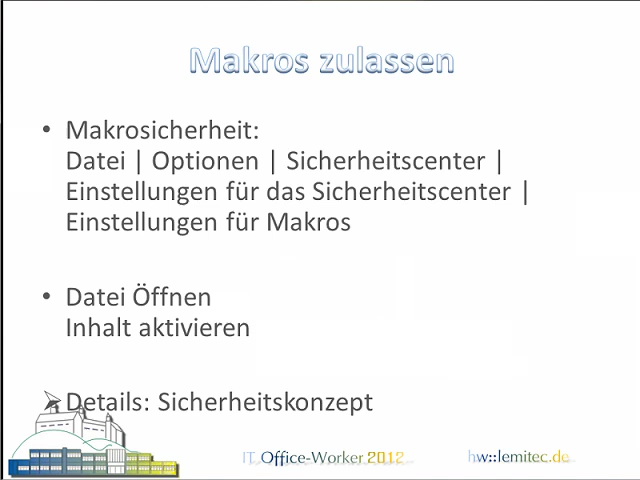 Makros zulassen
• Makrosicherheit:
Datei | Optionen | Sicherheitscenter |
Einstellungen für das Sicherheitscenter |
Einstellungen für Makros
• Datei Öffnen
Inhalt aktivieren
➢ Details: Sicherheitskonzept
IT Office-Worker 2012
hw::lemitec.de